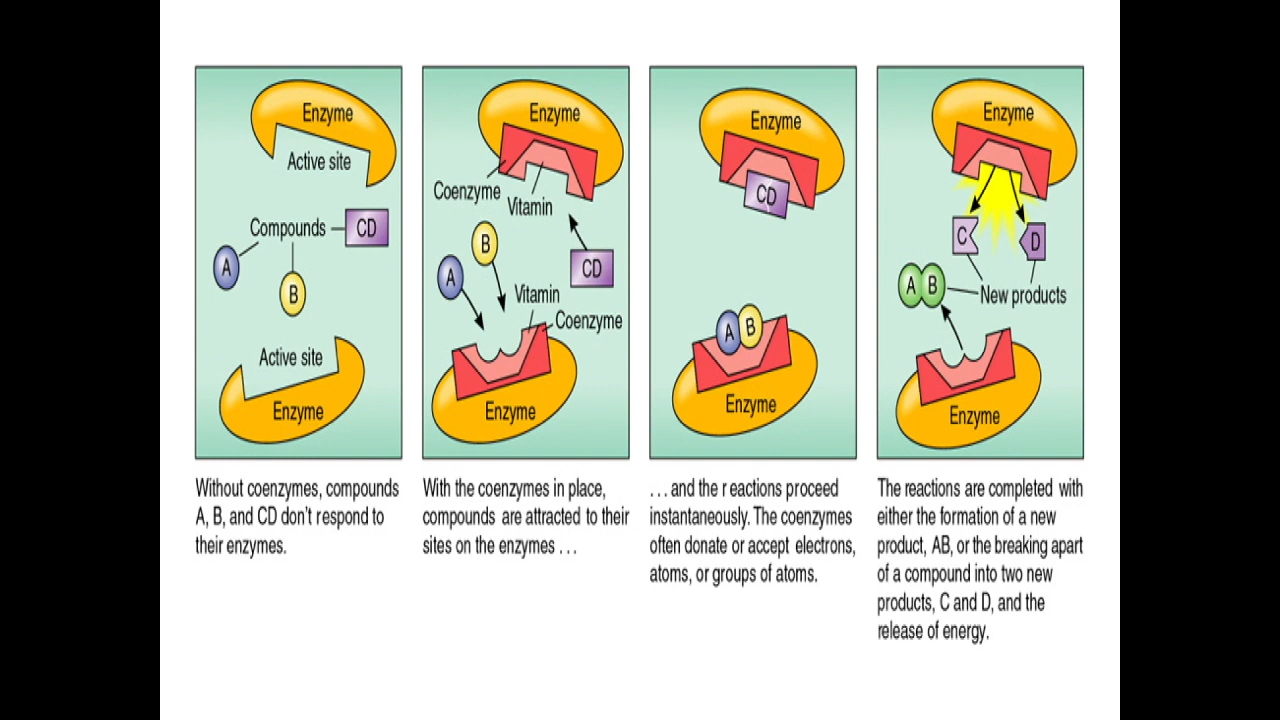 Enzyme
Active site
Compounds
CD
A
B
Active site
Enzyme
Without coenzymes, compounds
A, B, and CD don't respond to
their enzymes.
Enzyme
Coenzyme
Vitamin
B
A
CD
Vitamin
Coenzyme
Enzyme
With the coenzymes in place,
compounds are attracted to their
sites on the enzymes . . .
Enzyme
CD
A B
Enzyme
. . . and the r eactions proceed
instantaneously. The coenzymes
often donate or accept electrons,
atoms, or groups of atoms.
Enzyme
C D
A B
New products
Enzyme
The reactions are completed with
either the formation of a new
product, AB, or the breaking apart
of a compound into two new
products, C and D, and the
release of energy.